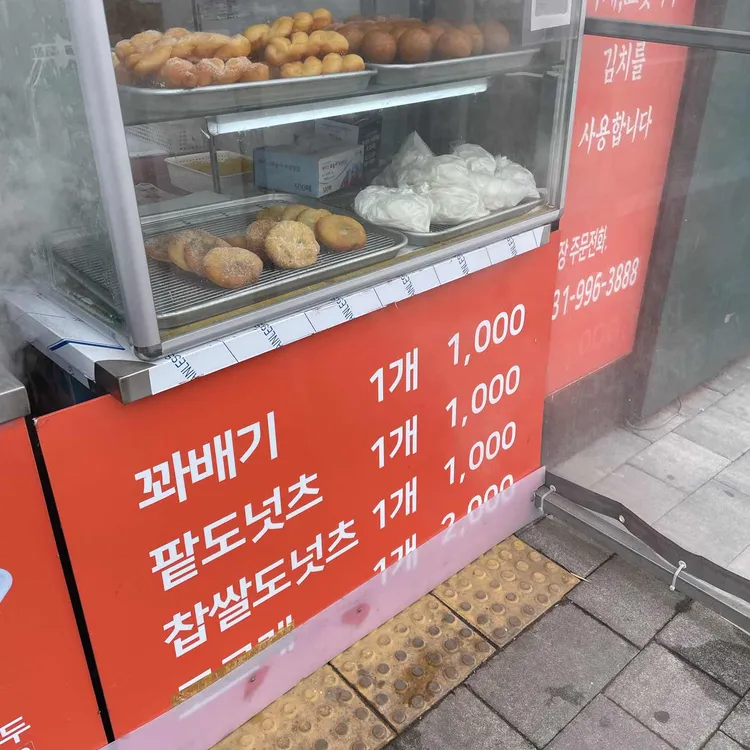 김치를
사용합니다
장 주문전화.
31-996-3888
꽈배기 1개 1,000
팥도넛츠 1개 1,000
찹쌀도넛츠 1개 1,000
1개 2,000
두